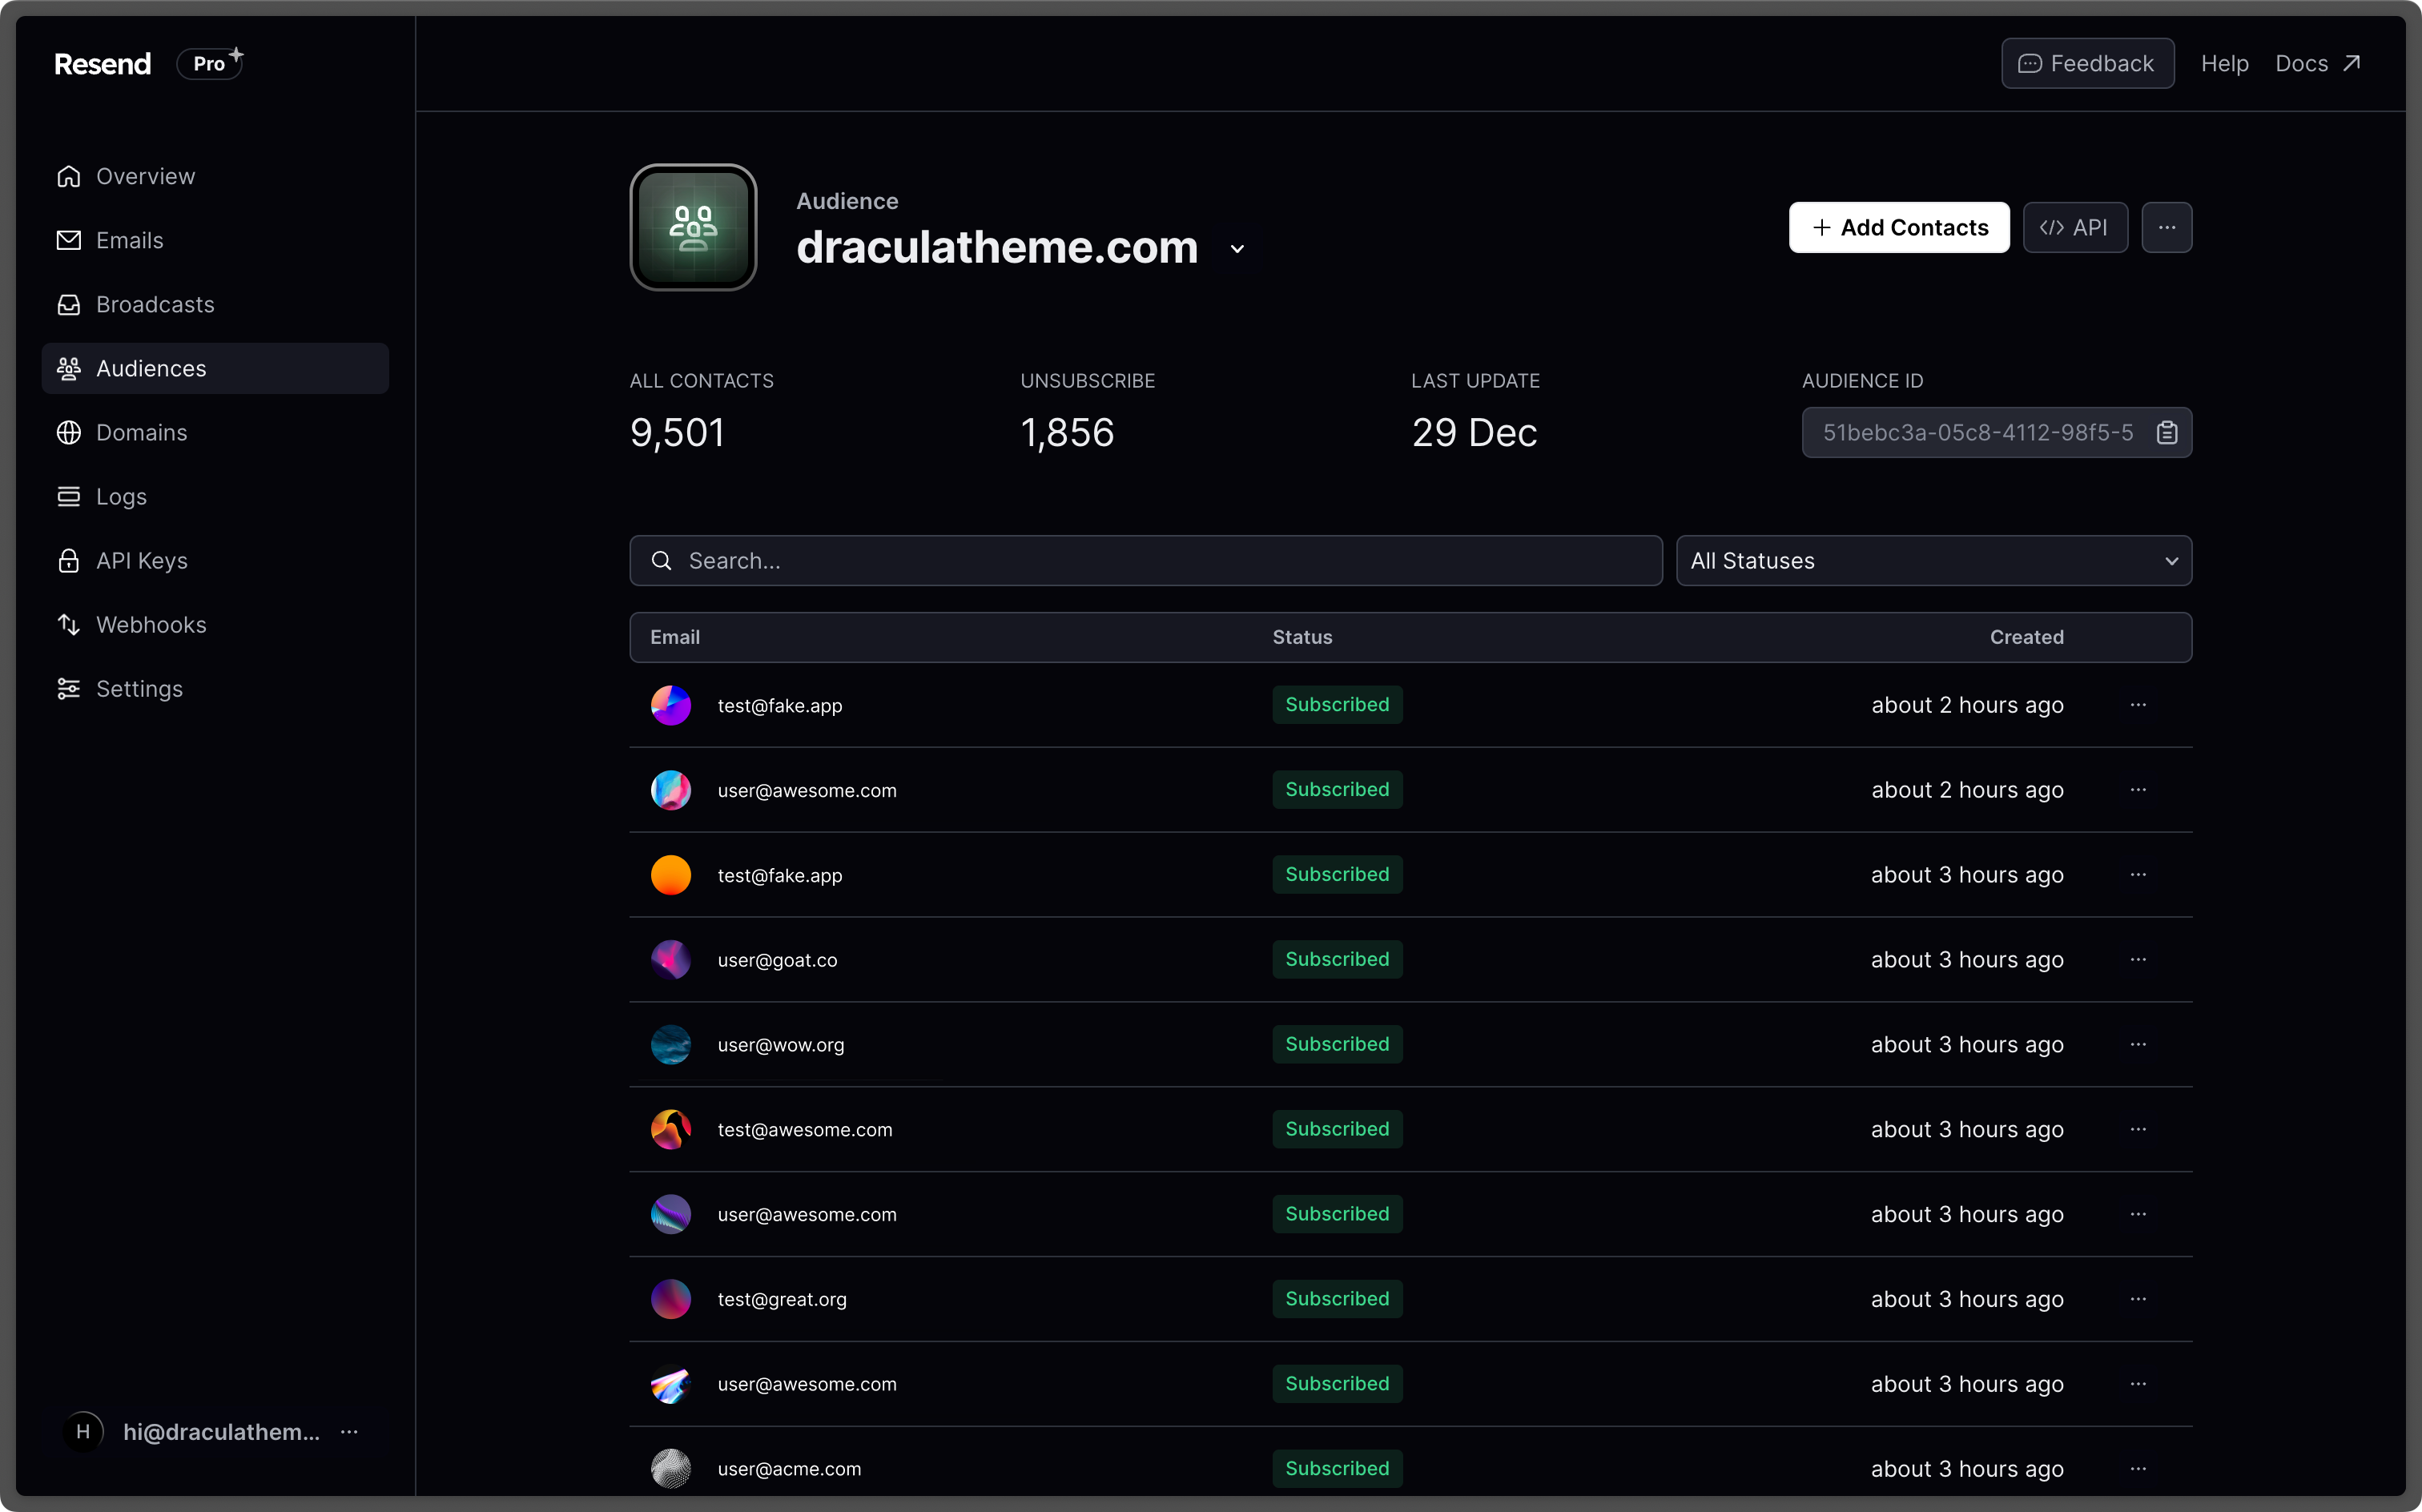 Resend Pro
Feedback Help Docs
Overview
Emails
Broadcasts
Audiences
Domains
Logs
API Keys
Webhooks
Settings
H hi@draculathem... ...
Audience
draculatheme.com
+ Add Contacts </> API ...
ALL CONTACTS UNSUBSCRIBE LAST UPDATE AUDIENCE ID
9,501 1,856 29 Dec 51bebc3a-05c8-4112-98f5-5
Search... All Statuses
Email Status Created
test@fake.app Subscribed about 2 hours ago ...
user@awesome.com Subscribed about 2 hours ago ...
test@fake.app Subscribed about 3 hours ago ...
user@goat.co Subscribed about 3 hours ago ...
user@wow.org Subscribed about 3 hours ago ...
test@awesome.com Subscribed about 3 hours ago ...
user@awesome.com Subscribed about 3 hours ago ...
test@great.org Subscribed about 3 hours ago ...
user@awesome.com Subscribed about 3 hours ago ...
user@acme.com Subscribed about 3 hours ago ...